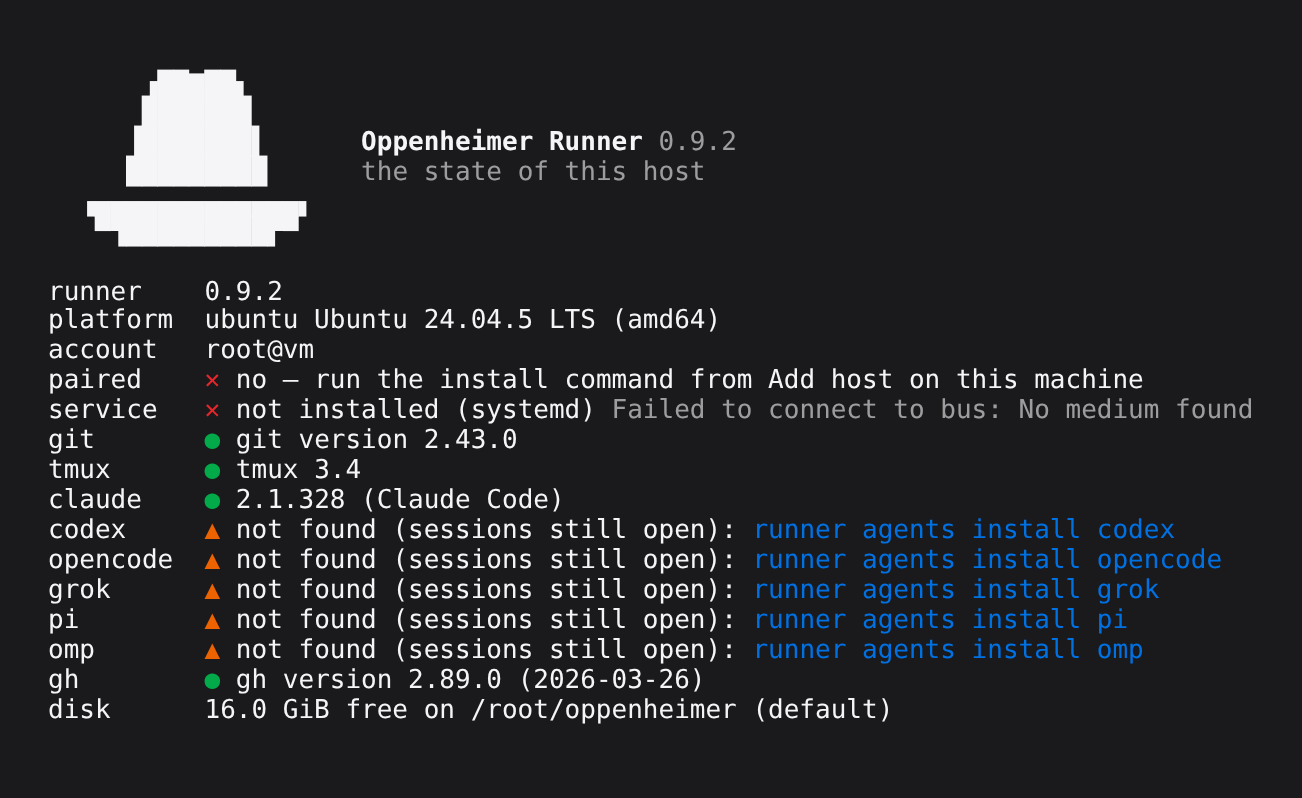 Oppenheimer Runner 0.9.2
the state of this host
runner 0.9.2
platform ubuntu Ubuntu 24.04.5 LTS (amd64)
account root@vm
paired ✕ no — run the install command from Add host on this machine
service ✕ not installed (systemd) Failed to connect to bus: No medium found
git ● git version 2.43.0
tmux ● tmux 3.4
claude ● 2.1.328 (Claude Code)
codex ▲ not found (sessions still open): runner agents install codex
opencode ▲ not found (sessions still open): runner agents install opencode
grok ▲ not found (sessions still open): runner agents install grok
pi ▲ not found (sessions still open): runner agents install pi
omp ▲ not found (sessions still open): runner agents install omp
gh ● gh version 2.89.0 (2026-03-26)
disk 16.0 GiB free on /root/oppenheimer (default)